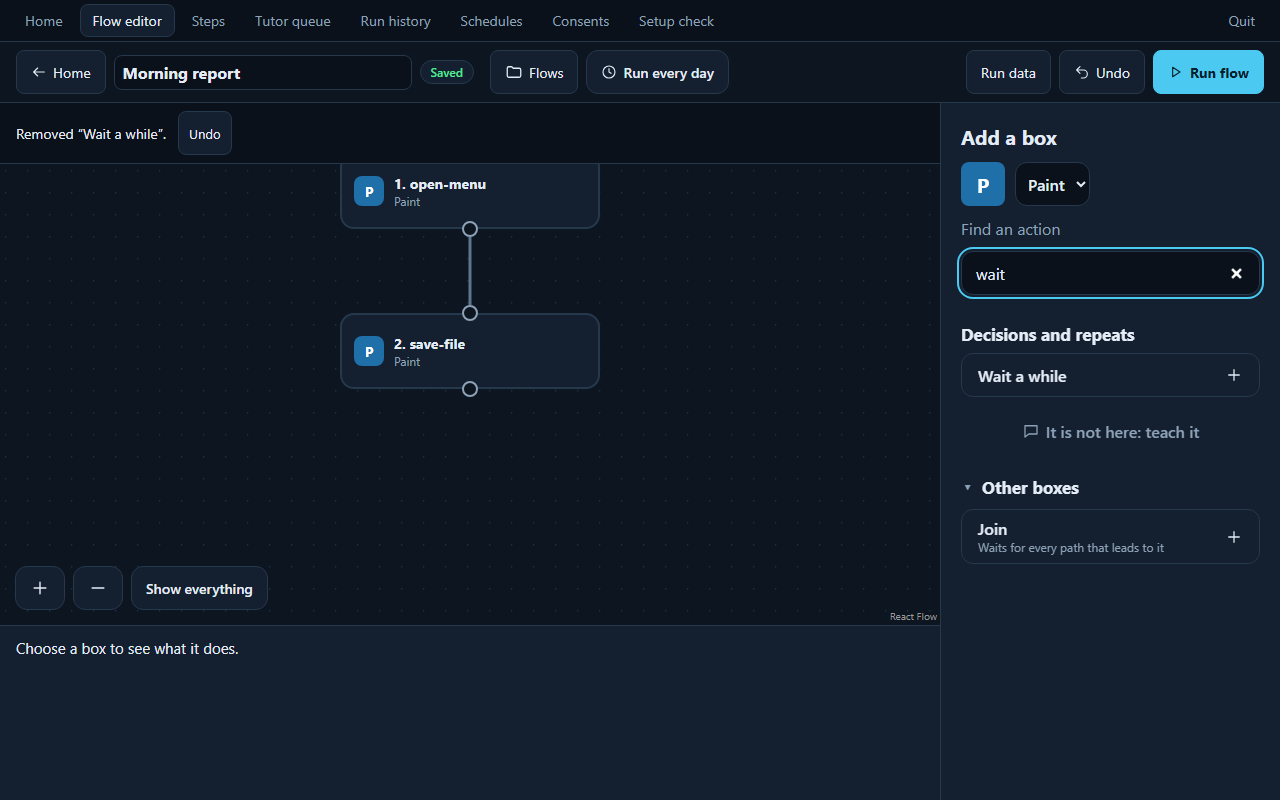 Home Flow editor Steps Tutor queue Run history Schedules Consents Setup check Quit
Home Morning report Saved Flows Run every day Run data Undo Run flow
Removed “Wait a while”. Undo
P 1. open-menu
Paint
P 2. save-file
Paint
Show everything
React Flow
Choose a box to see what it does.
Add a box
P Paint
Find an action
wait
Decisions and repeats
Wait a while
It is not here: teach it
Other boxes
Join
Waits for every path that leads to it